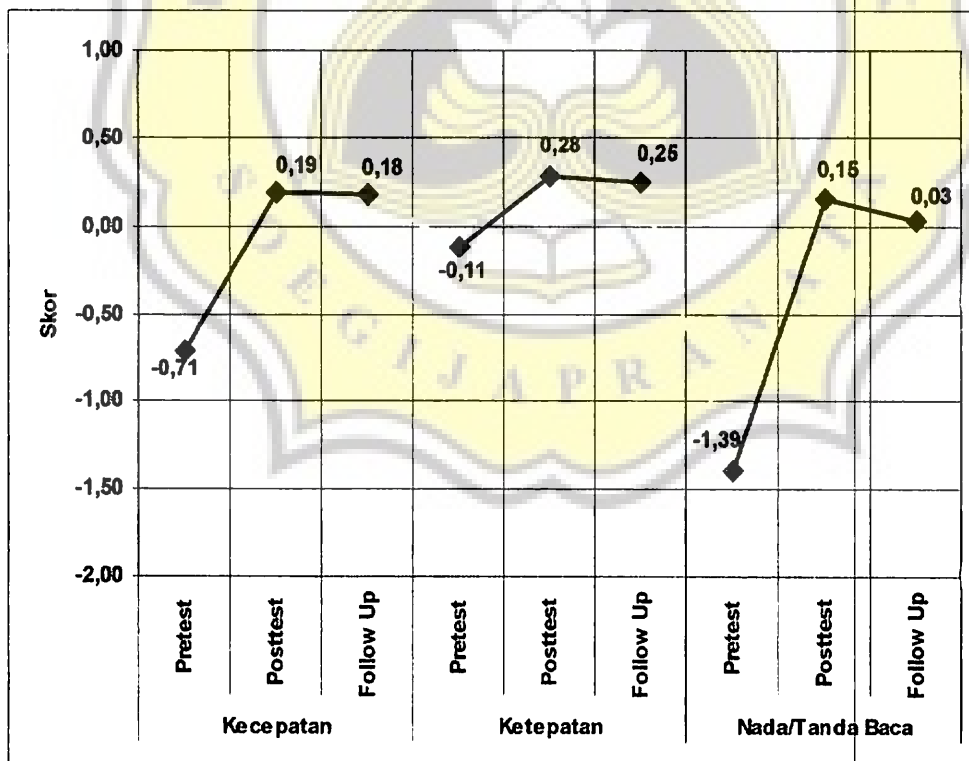 1,00
0,50
0,00
-0,50
-1,00
-1,50
-2,00
Skor
-0,71
0,19
0,18
-0,11
0,28
0,25
-1,39
0,15
0,03
Pretest
Posttest
Follow Up
Pretest
Posttest
Follow Up
Pretest
Posttest
Follow Up
Kecepatan
Ketepatan
Nada/Tanda Baca
SOEGIJAPRANATA